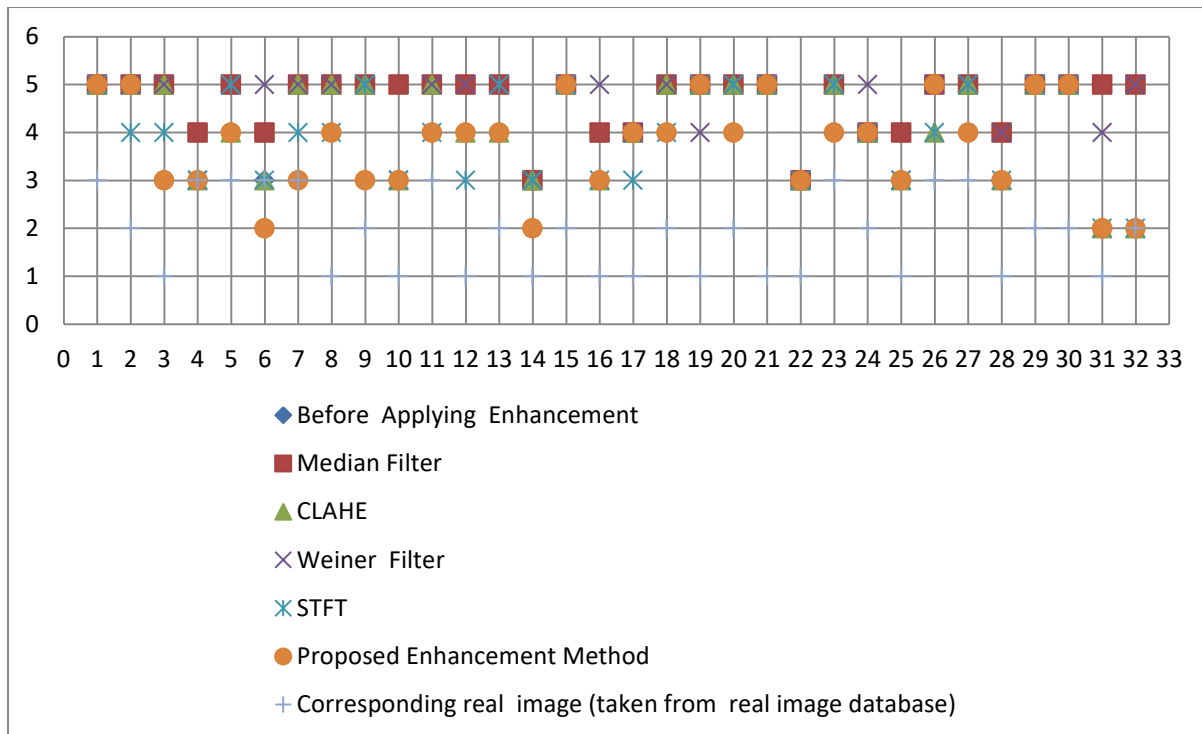 6
5
4
3
2
1
0
0 1 2 3 4 5 6 7 8 9 10 11 12 13 14 15 16 17 18 19 20 21 22 23 24 25 26 27 28 29 30 31 32 33
Before Applying Enhancement
Median Filter
CLAHE
Weiner Filter
STFT
Proposed Enhancement Method
Corresponding real image (taken from real image database)